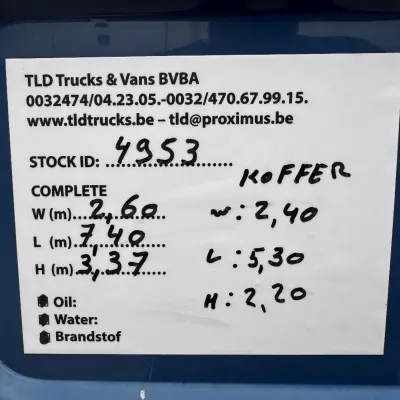 TLD Trucks & Vans BVBA
0032474/04.23.05.-0032/470.67.99.15.
www.tldtrucks.be – tld@proximus.be
STOCK ID: 4953
KOFFER
COMPLETE
W (m) 2,60
W: 2,40
L (m) 7,40
L: 5,30
H (m) 3,37
H: 2,20
Oil:
Water:
Brandstof